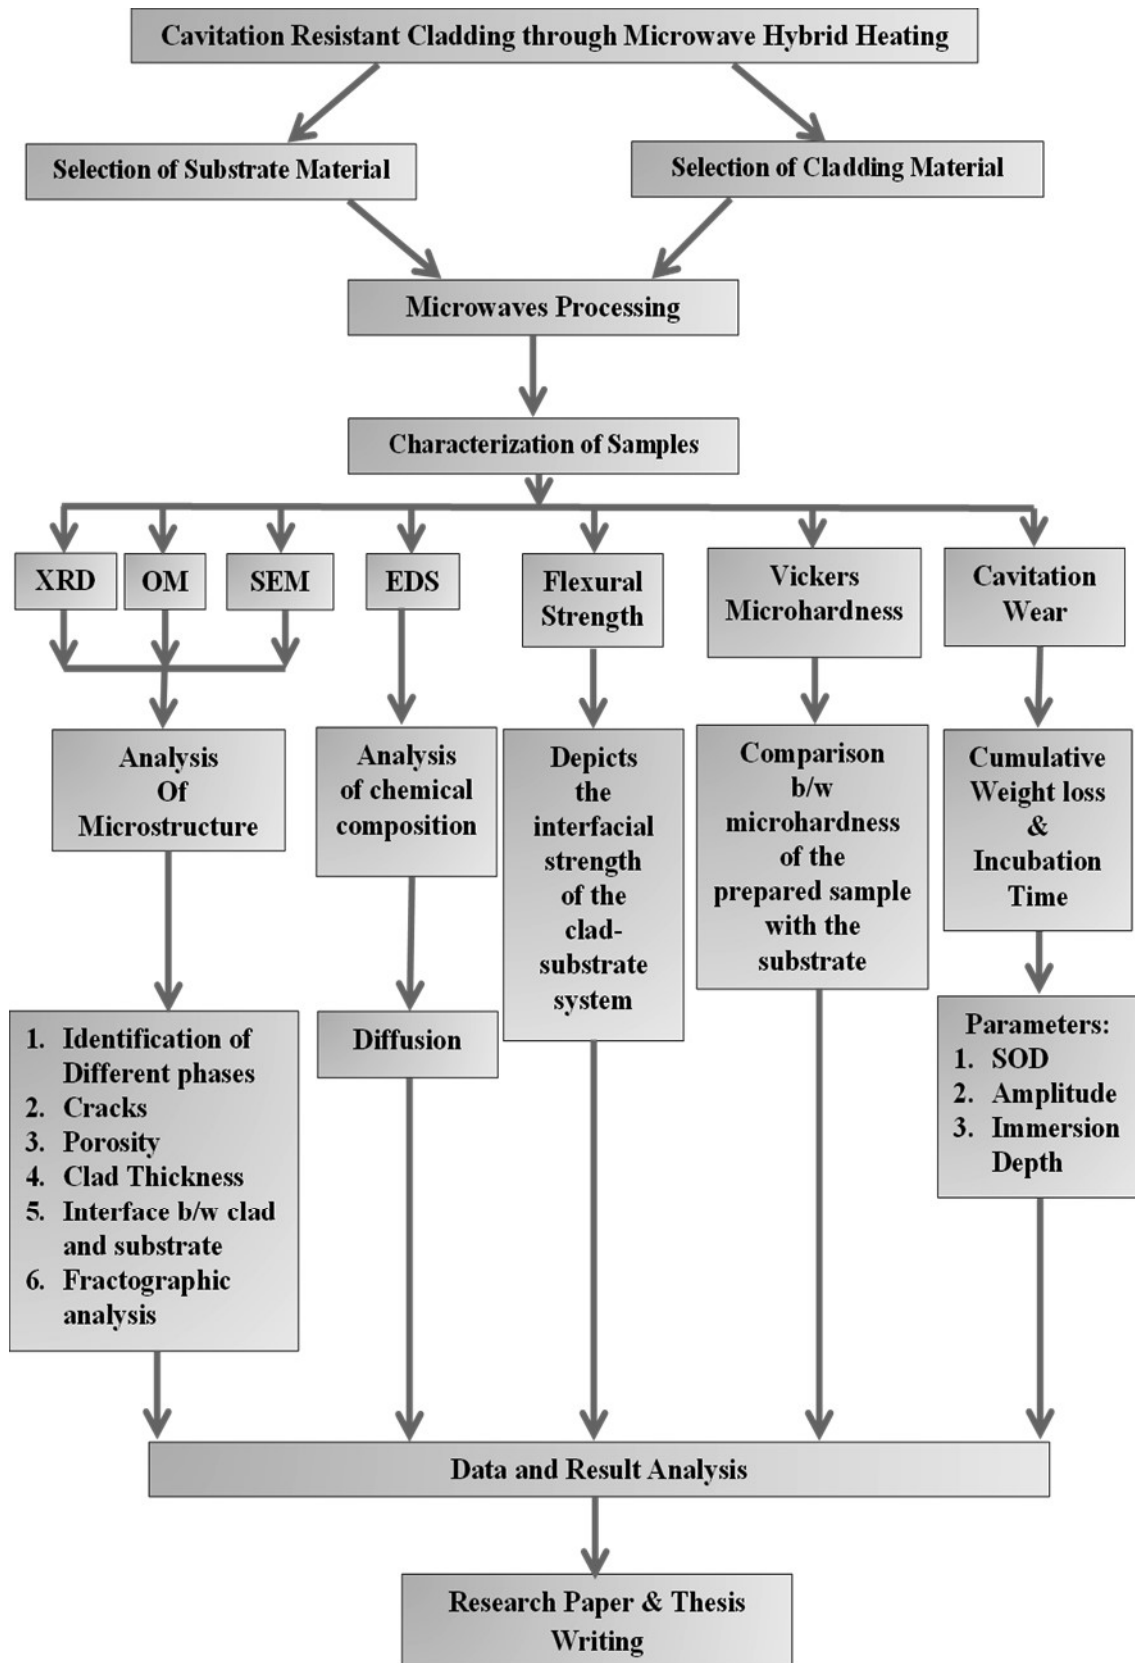 Cavitation Resistant Cladding through Microwave Hybrid Heating
Selection of Substrate Material
Selection of Cladding Material
Microwaves Processing
Characterization of Samples
XRD
OM
SEM
EDS
Flexural
Strength
Vickers
Microhardness
Cavitation
Wear
Analysis
Of
Microstructure
Analysis
of chemical
composition
Depicts
the
interfacial
strength
of the
clad-
substrate
system
Comparison
b/w
microhardness
of the
prepared sample
with the
substrate
Cumulative
Weight loss
&
Incubation
Time
1. Identification of
Different phases
2. Cracks
3. Porosity
4. Clad Thickness
5. Interface b/w clad
and substrate
6. Fractographic
analysis
Diffusion
Parameters:
1. SOD
2. Amplitude
3. Immersion
Depth
Data and Result Analysis
Research Paper & Thesis
Writing